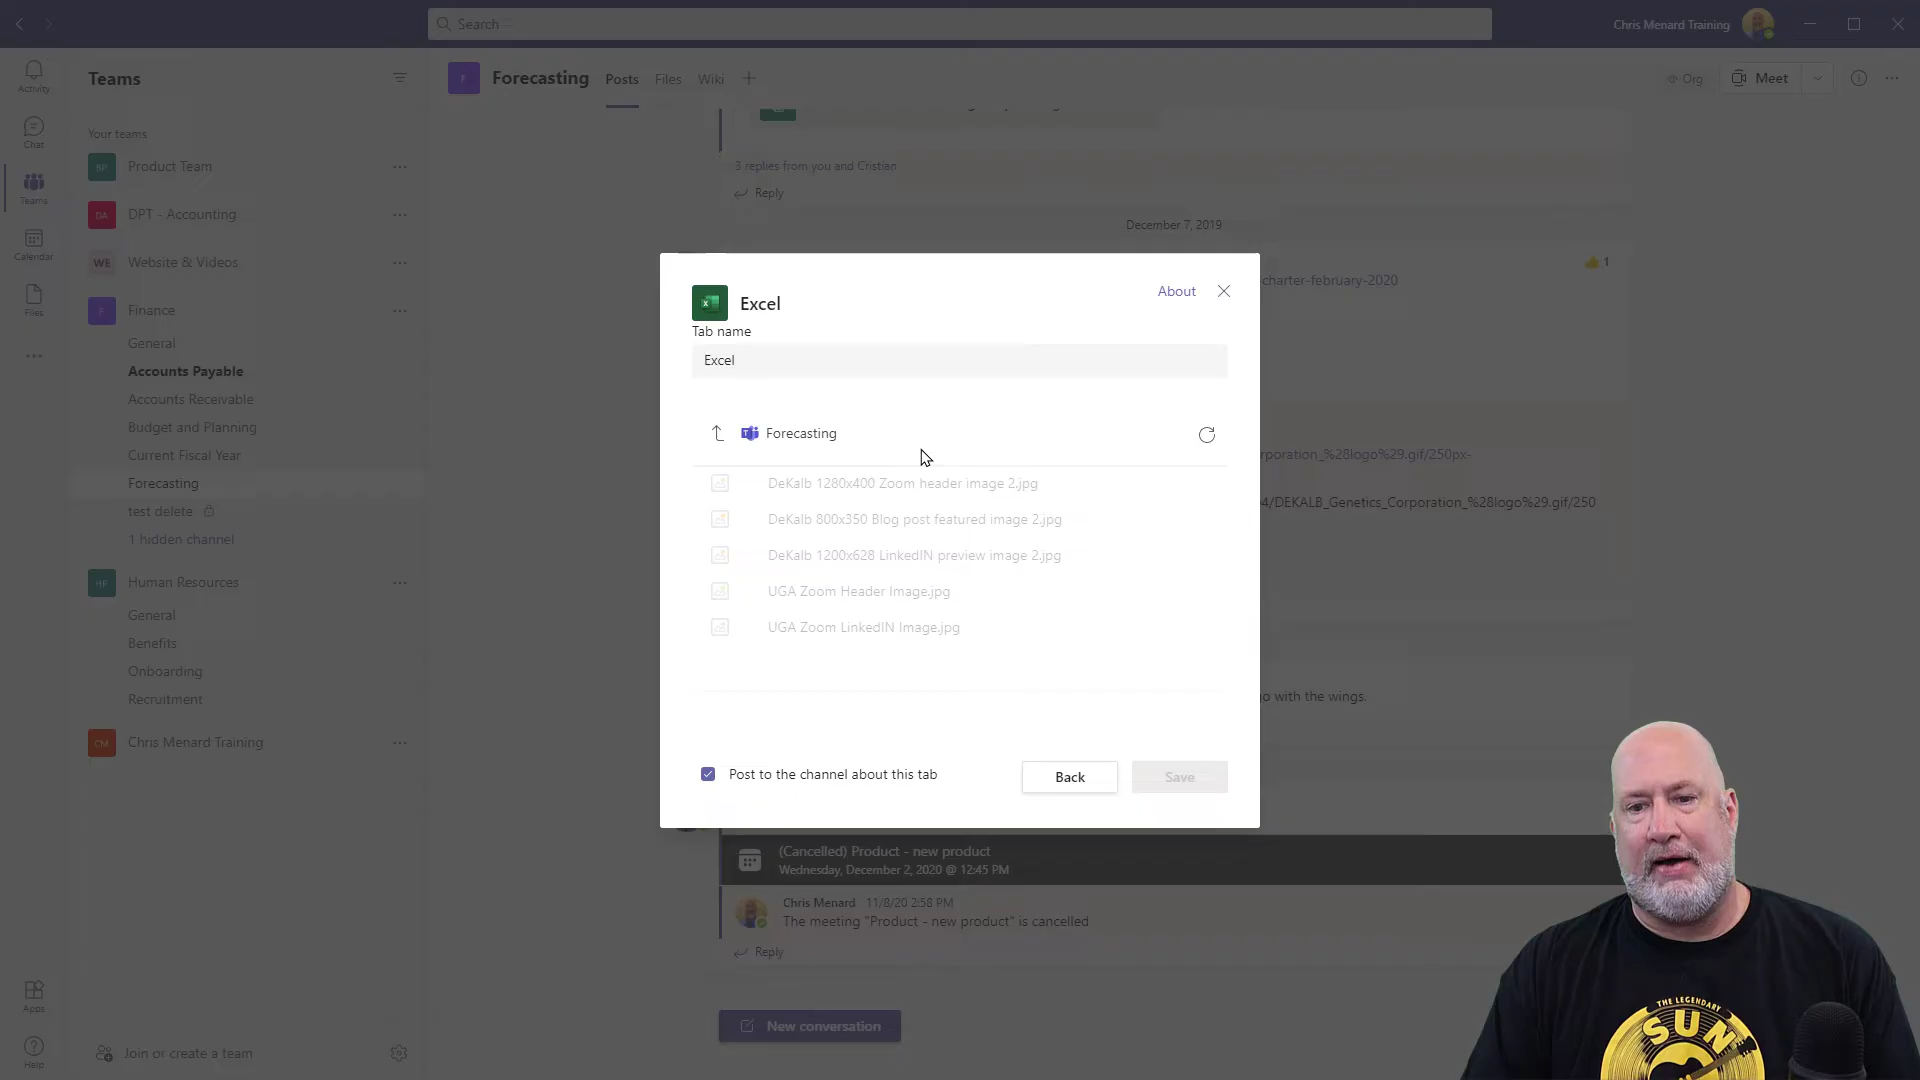 Search
Chris Menard Training
Activity
Chat
Teams
Calendar
Files
Apps
Help
Teams
Your teams
BP Product Team
DA DPT - Accounting
WE Website & Videos
F Finance
General
Accounts Payable
Accounts Receivable
Budget and Planning
Current Fiscal Year
Forecasting
test delete
1 hidden channel
HR Human Resources
General
Benefits
Onboarding
Recruitment
CM Chris Menard Training
Join or create a team
F Forecasting Posts Files Wiki
Org Meet
3 replies from you and Cristian
Reply
December 7, 2019
1
charter-february-2020
Excel
About
Tab name
Excel
Forecasting
DeKalb 1280x400 Zoom header image 2.jpg
DeKalb 800x350 Blog post featured image 2.jpg
DeKalb 1200x628 LinkedIN preview image 2.jpg
UGA Zoom Header Image.jpg
UGA Zoom LinkedIN Image.jpg
Post to the channel about this tab
Back
Save
rporation_%28logo%29.gif/250px-
4/DEKALB_Genetics_Corporation_%28logo%29.gif/250
go with the wings.
(Cancelled) Product - new product
Wednesday, December 2, 2020 @ 12:45 PM
Chris Menard 11/8/20 2:58 PM
The meeting "Product - new product" is cancelled
Reply
New conversation
THE LEGENDARY
SUN